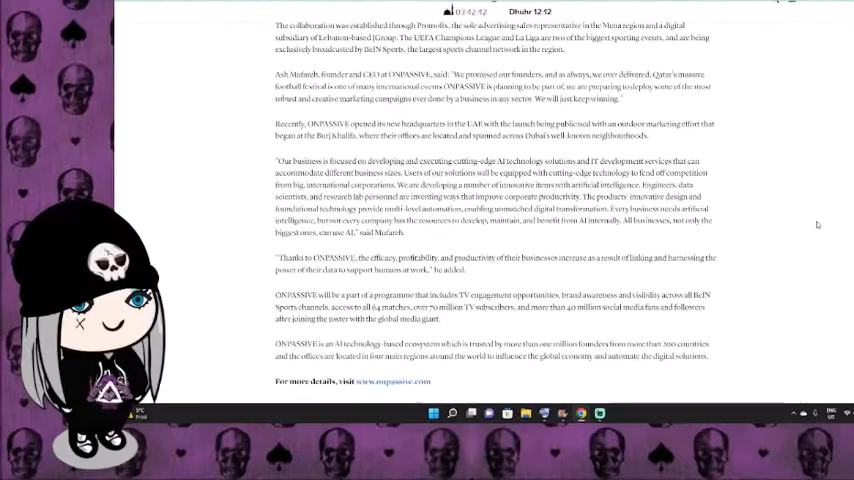 03:42:42 Dhuhr 12:12
The collaboration was established through Promofix, the sole advertising sales representative in the Mena region and a digital
subsidiary of Lebanon-based JGroup. The UEFA Champions League and La Liga are two of the biggest sporting events, and are being
exclusively broadcasted by BeIN Sports, the largest sports channel network in the region.
Ash Mufareh, founder and CEO at ONPASSIVE, said: "We promised our founders, and as always, we over delivered. Qatar's massive
football festival is one of many international events ONPASSIVE is planning to be part of, we are preparing to deploy some of the most
robust and creative marketing campaigns ever done by a business in any sector. We will just keep winning."
Recently, ONPASSIVE opened its new headquarters in the UAE with the launch being publicised with an outdoor marketing effort that
began at the Burj Khalifa, where their offices are located and spanned across Dubai's well-known neighbourhoods.
"Our business is focused on developing and executing cutting-edge AI technology solutions and IT development services that can
accommodate different business sizes. Users of our solutions will be equipped with cutting-edge technology to fend off competition
from big, international corporations. We are developing a number of innovative items with artificial intelligence. Engineers, data
scientists, and research lab personnel are inventing ways that improve corporate productivity. The products' innovative design and
foundational technology provide multi-level automation, enabling unmatched digital transformation. Every business needs artificial
intelligence, but not every company has the resources to develop, maintain, and benefit from AI internally. All businesses, not only the
biggest ones, can use AI," said Mufareh.
"Thanks to ONPASSIVE, the efficacy, profitability, and productivity of their businesses increase as a result of linking and harnessing the
power of their data to support humans at work," he added.
ONPASSIVE will be a part of a programme that includes TV engagement opportunities, brand awareness and visibility across all BeIN
Sports channels, access to all 64 matches, over 70 million TV subscribers, and more than 40 million social media fans and followers
after joining the roster with the global media giant.
ONPASSIVE is an AI technology-based ecosystem which is trusted by more than one million founders from more than 200 countries
and the offices are located in four main regions around the world to influence the global economy and automate the digital solutions.
For more details, visit www.onpassive.com
5°C
Frost
ENG
US